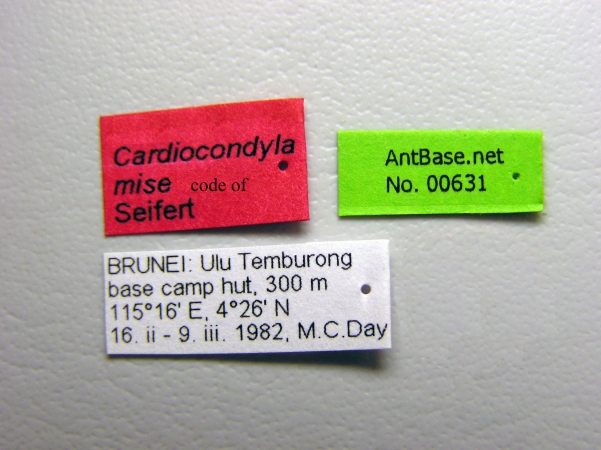 Cardiocondyla
mise code of
Seifert
AntBase.net
No. 00631
BRUNEI: Ulu Temburong
base camp hut, 300 m
115°16' E, 4°26' N
16. ii - 9. iii. 1982, M.C.Day